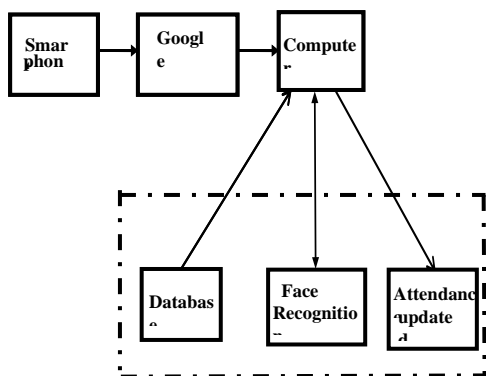 Smar
phon
Googl
e
Compute
r
Databas
e
Face
Recognitio
n
Attendanc
update
d